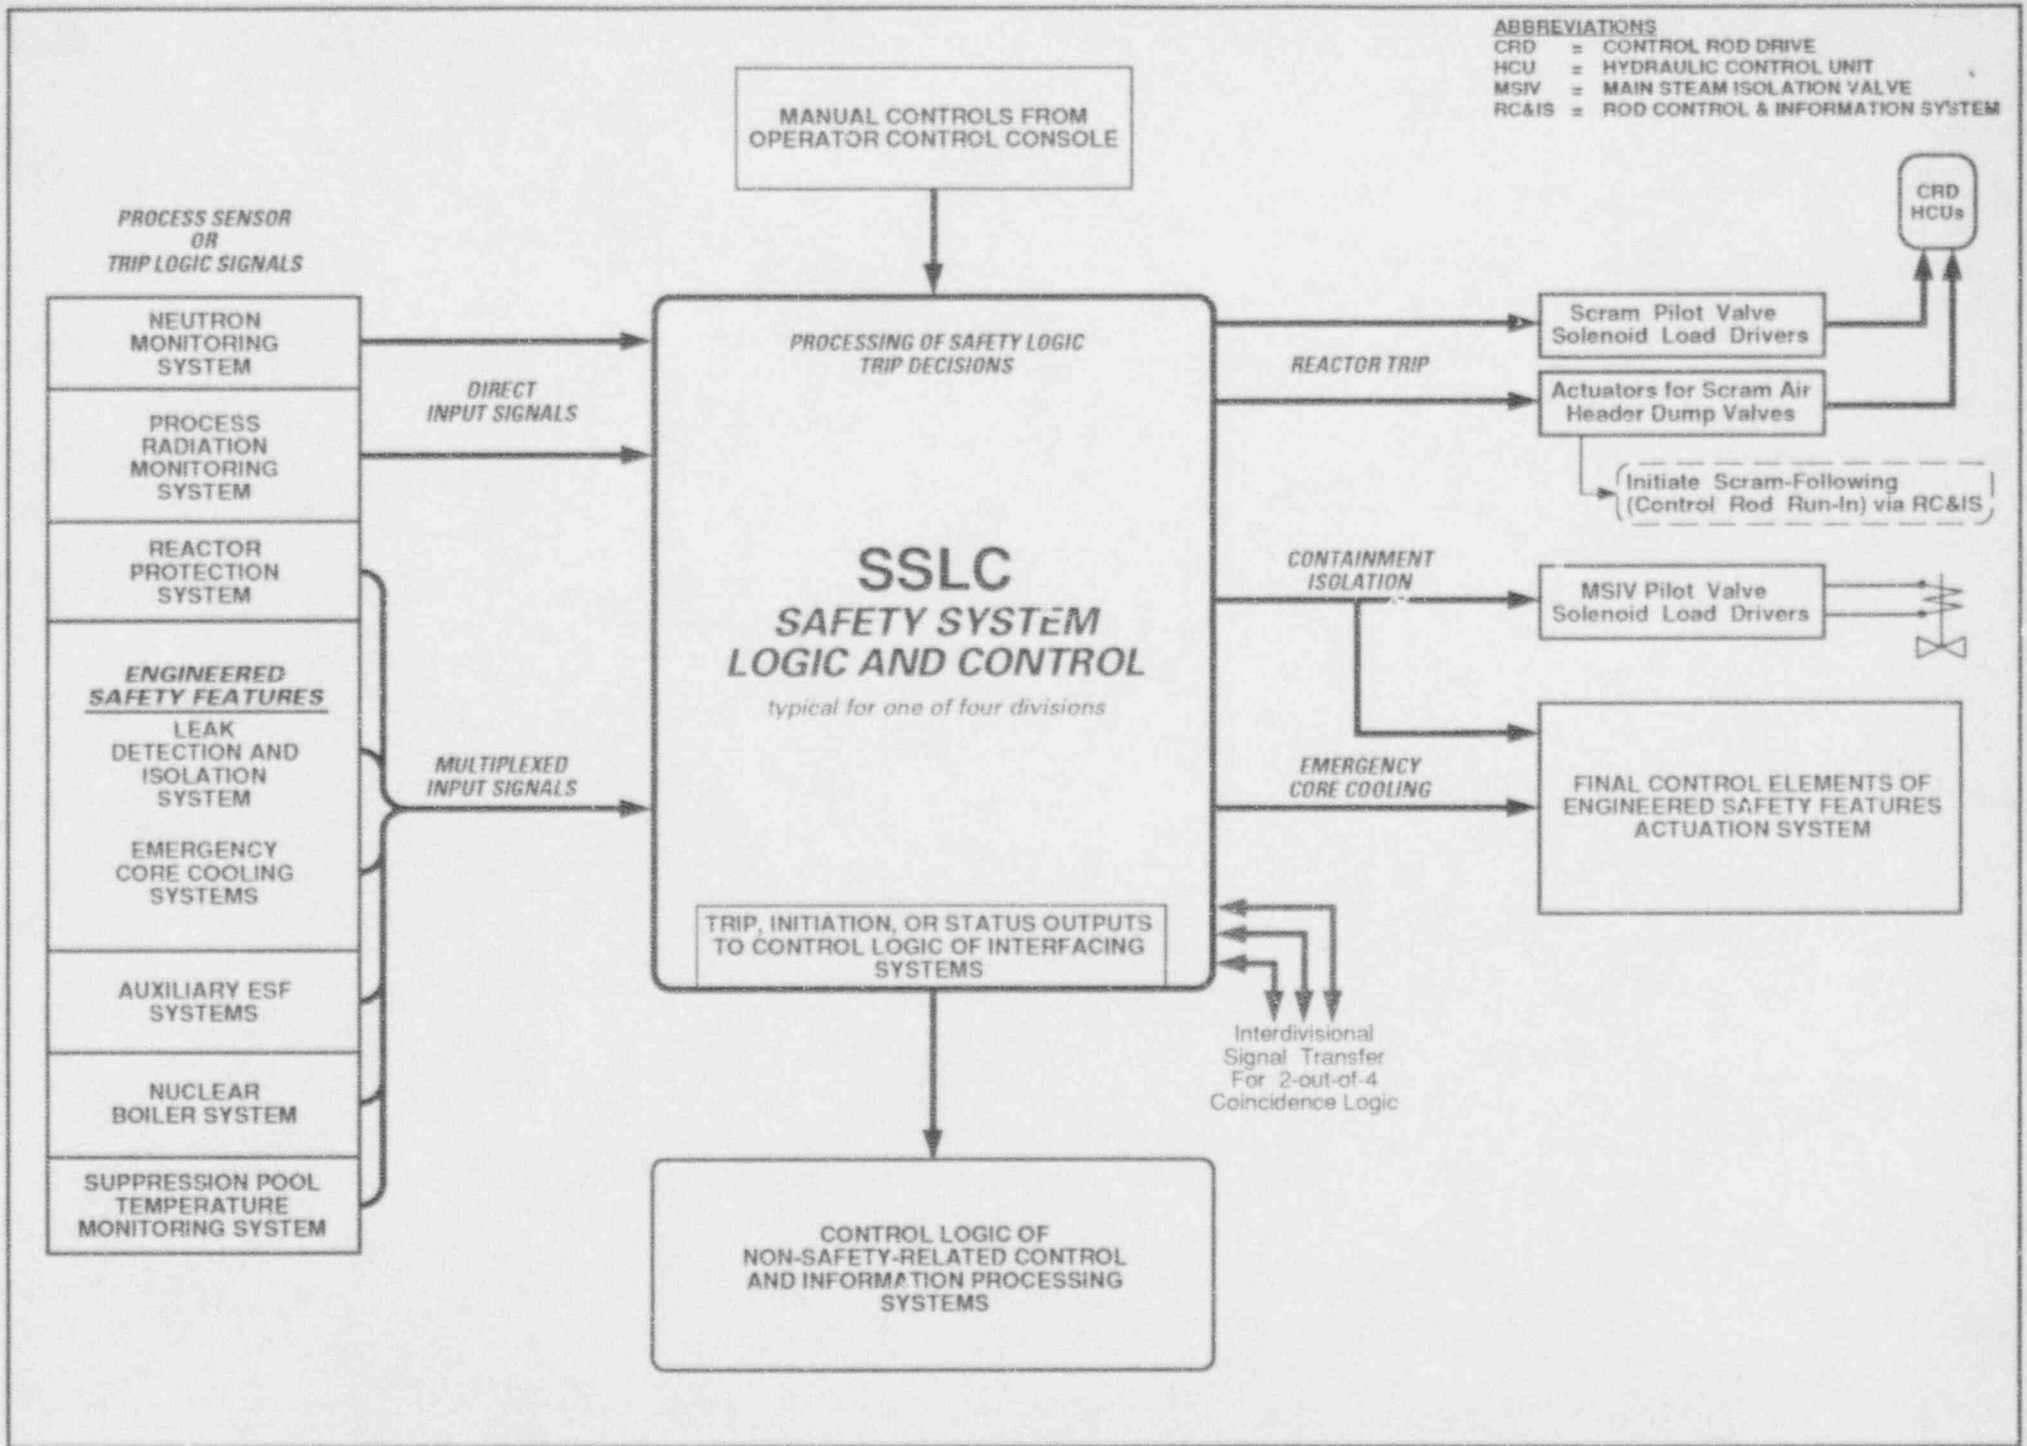 ABBREVIATIONS
CRD = CONTROL ROD DRIVE
HCU = HYDRAULIC CONTROL UNIT
MSIV = MAIN STEAM ISOLATION VALVE
RC&IS = ROD CONTROL & INFORMATION SYSTEM
MANUAL CONTROLS FROM
OPERATOR CONTROL CONSOLE
PROCESS SENSOR
OR
TRIP LOGIC SIGNALS
NEUTRON
MONITORING
SYSTEM
PROCESS
RADIATION
MONITORING
SYSTEM
REACTOR
PROTECTION
SYSTEM
ENGINEERED
SAFETY FEATURES
LEAK
DETECTION AND
ISOLATION
SYSTEM
EMERGENCY
CORE COOLING
SYSTEMS
AUXILIARY ESF
SYSTEMS
NUCLEAR
BOILER SYSTEM
SUPPRESSION POOL
TEMPERATURE
MONITORING SYSTEM
DIRECT
INPUT SIGNALS
MULTIPLEXED
INPUT SIGNALS
PROCESSING OF SAFETY LOGIC
TRIP DECISIONS
SSLC
SAFETY SYSTEM
LOGIC AND CONTROL
typical for one of four divisions
TRIP, INITIATION, OR STATUS OUTPUTS
TO CONTROL LOGIC OF INTERFACING
SYSTEMS
CONTROL LOGIC OF
NON-SAFETY-RELATED CONTROL
AND INFORMATION PROCESSING
SYSTEMS
REACTOR TRIP
CONTAINMENT
ISOLATION
EMERGENCY
CORE COOLING
Interdivisional
Signal Transfer
For 2-out-of-4
Coincidence Logic
CRD
HCUs
Scram Pilot Valve
Solenoid Load Drivers
Actuators for Scram Air
Header Dump Valves
Initiate Scram-Following
(Control Rod Run-In) via RC&IS
MSIV Pilot Valve
Solenoid Load Drivers
FINAL CONTROL ELEMENTS OF
ENGINEERED SAFETY FEATURES
ACTUATION SYSTEM